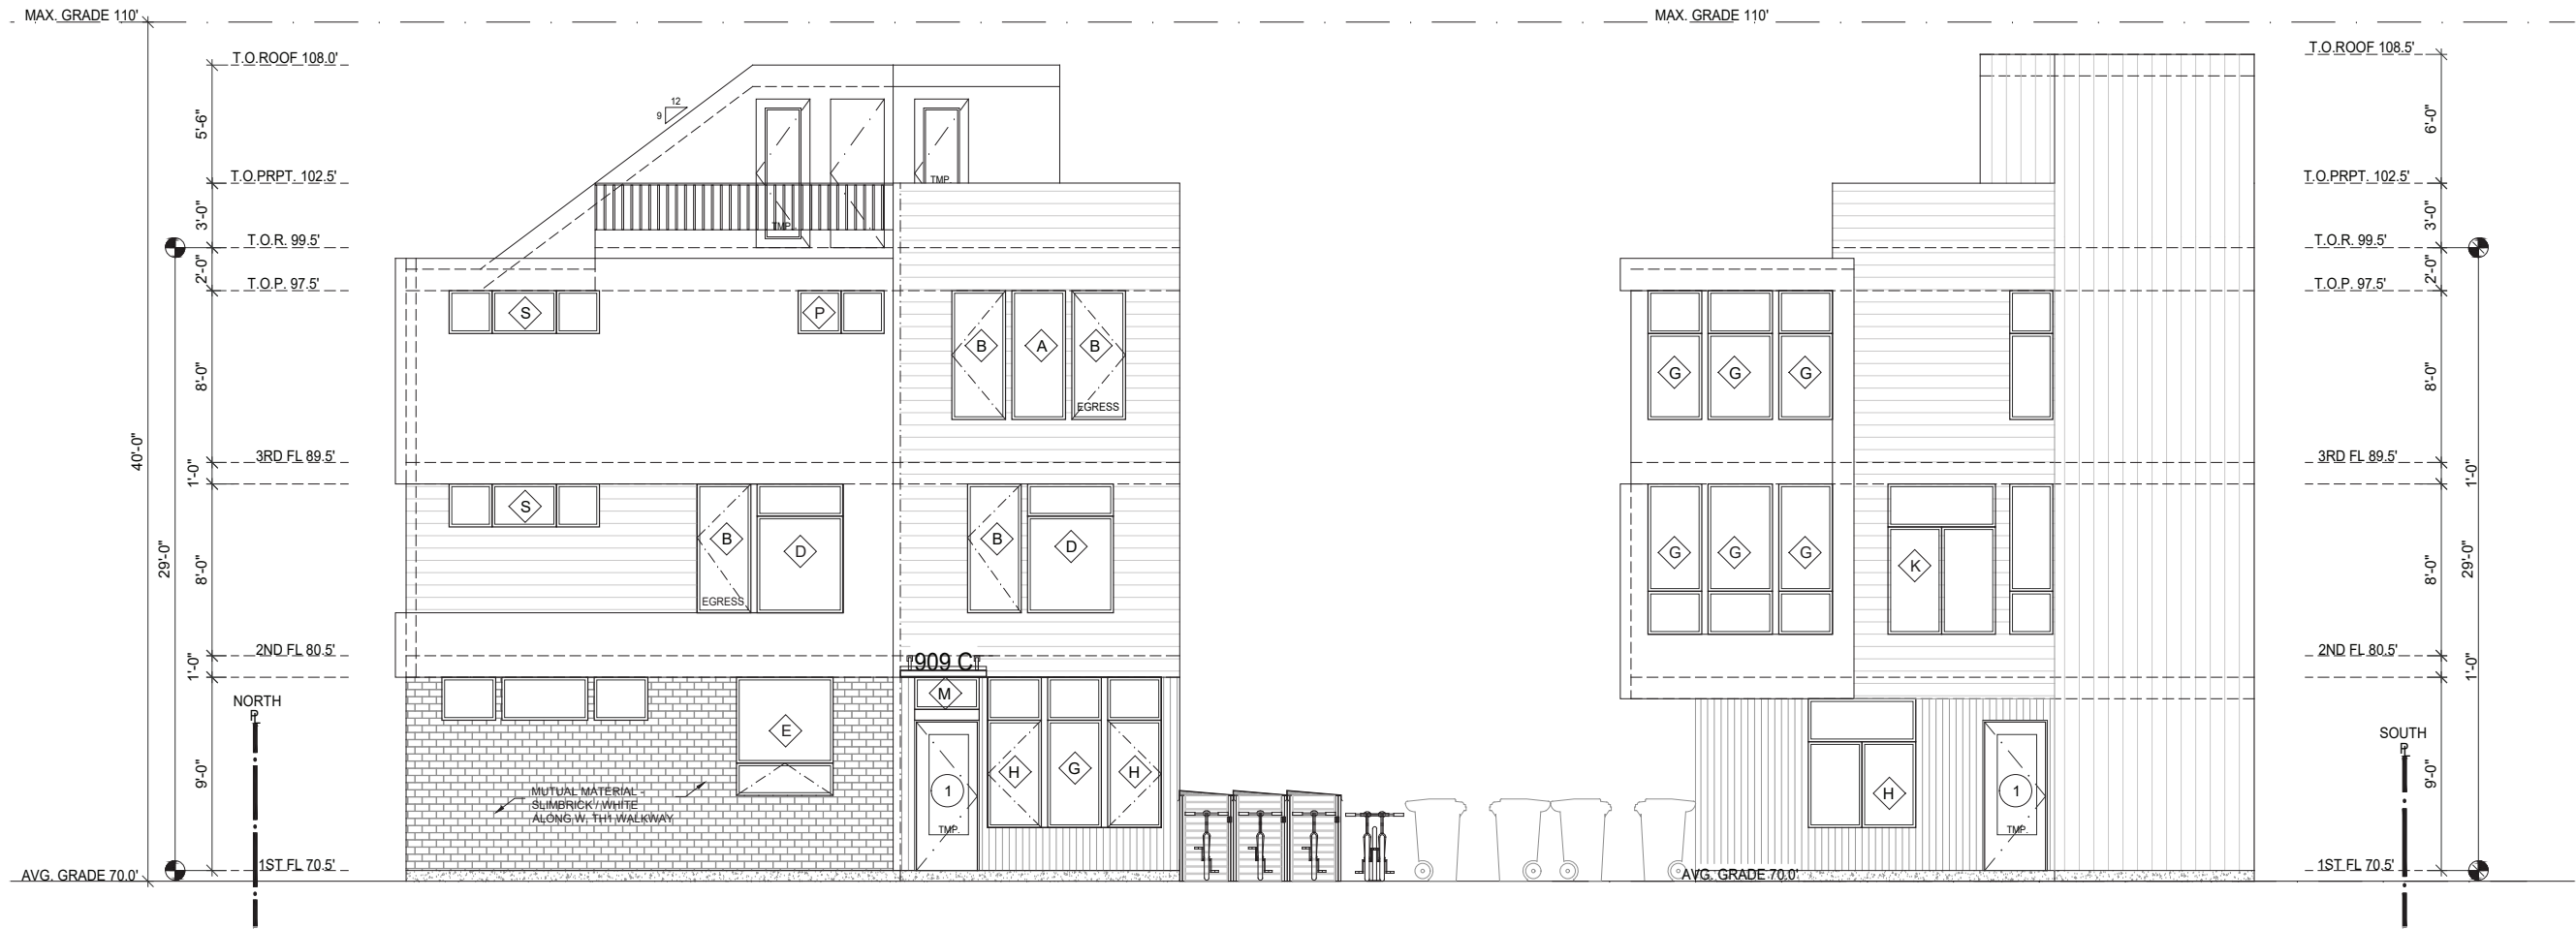 MAX. GRADE 110'
MAX. GRADE 110'
T.O.ROOF 108.0'
T.O.ROOF 108.5'
12
9
5'-6"
6'-0"
TMP.
T.O.PRPT. 102.5'
T.O.PRPT. 102.5'
3'-0"
TMP.
3'-0"
T.O.R. 99.5'
T.O.R. 99.5'
2'-0"
2'-0"
T.O.P. 97.5'
T.O.P. 97.5'
S
P
B
A
B
G
G
G
8'-0"
8'-0"
EGRESS
40'-0"
3RD FL 89.5'
3RD FL 89.5'
1'-0"
1'-0"
S
B
D
B
D
G
G
G
K
29'-0"
8'-0"
8'-0"
29'-0"
EGRESS
2ND FL 80.5'
2ND FL 80.5'
1'-0"
1'-0"
909 C
M
NORTH
PL
SOUTH
PL
E
H
G
H
9'-0"
9'-0"
MUTUAL MATERIAL -
SLIMBRICK / WHITE
ALONG W. TH1 WALKWAY
1
H
1
TMP.
TMP.
1ST FL 70.5'
1ST FL 70.5'
AVG. GRADE 70.0'
AVG. GRADE 70.0'